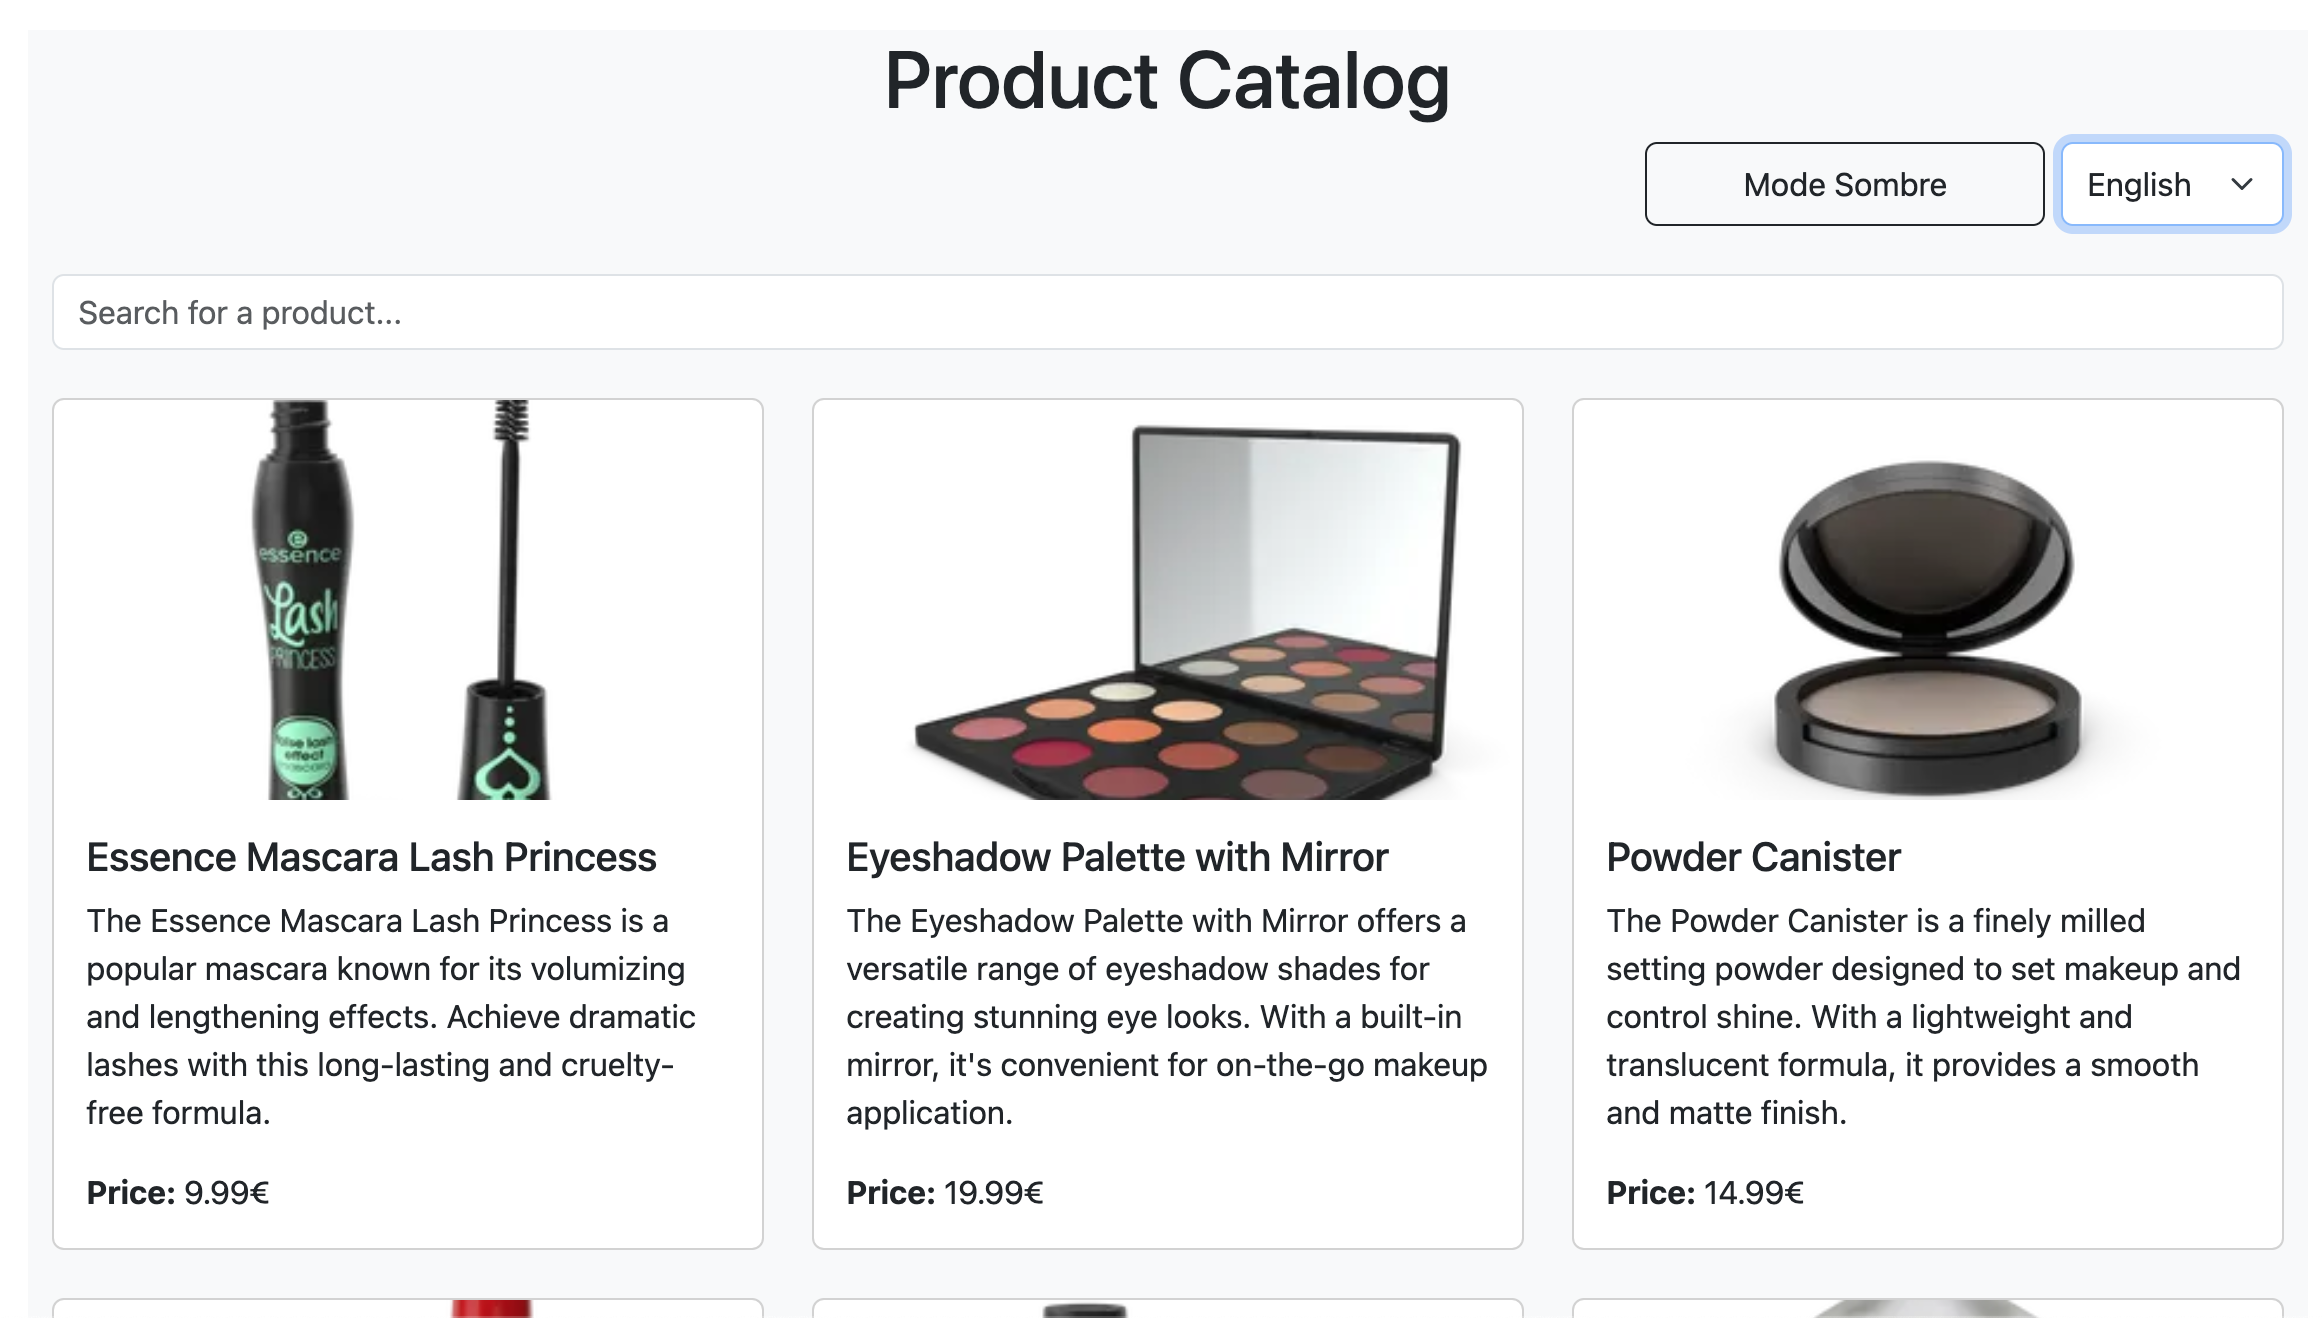 Product Catalog
Mode Sombre
English
Search for a product...
essence
Lash
PRINCESS
false lash
effect
mascara
Essence Mascara Lash Princess
The Essence Mascara Lash Princess is a
popular mascara known for its volumizing
and lengthening effects. Achieve dramatic
lashes with this long-lasting and cruelty-
free formula.
Price: 9.99€
Eyeshadow Palette with Mirror
The Eyeshadow Palette with Mirror offers a
versatile range of eyeshadow shades for
creating stunning eye looks. With a built-in
mirror, it's convenient for on-the-go makeup
application.
Price: 19.99€
Powder Canister
The Powder Canister is a finely milled
setting powder designed to set makeup and
control shine. With a lightweight and
translucent formula, it provides a smooth
and matte finish.
Price: 14.99€